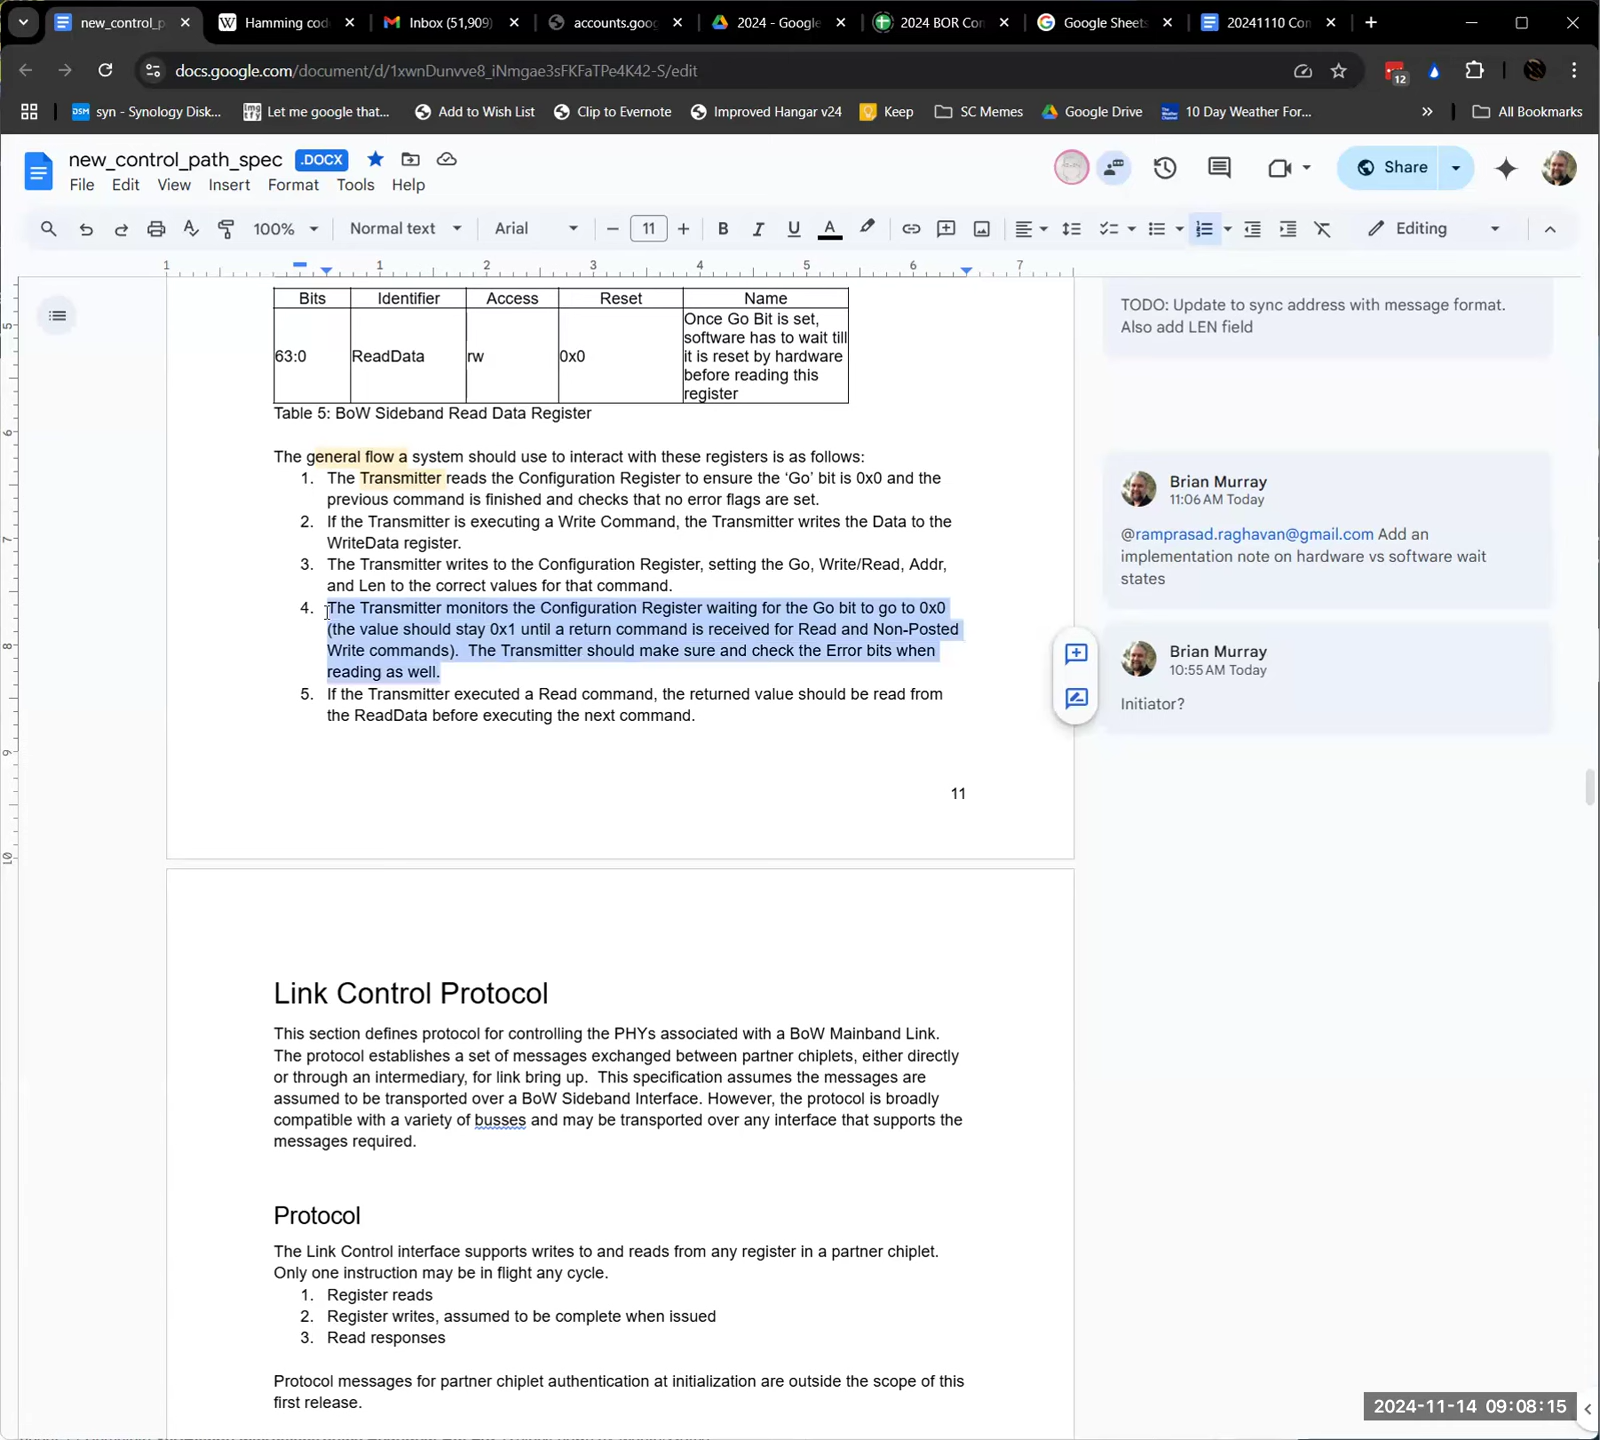 new_control_p
Hamming cod
Inbox (51,909)
accounts.goog
2024 - Google
2024 BOR Con
Google Sheets
20241110 Con
docs.google.com/document/d/1xwnDunvve8_iNmgae3sFKFaTPe4K42-S/edit
12
syn - Synology Disk...
Let me google that...
Add to Wish List
Clip to Evernote
Improved Hangar v24
Keep
SC Memes
Google Drive
10 Day Weather For...
All Bookmarks
new_control_path_spec .DOCX
Share
File Edit View Insert Format Tools Help
100% Normal text Arial 11 B I U A Editing
1 1 2 3 4 5 6 7
Bits Identifier Access Reset Name
63:0 ReadData rw 0x0
Once Go Bit is set,
software has to wait till
it is reset by hardware
before reading this
register
Table 5: BoW Sideband Read Data Register
The general flow a system should use to interact with these registers is as follows:
1. The Transmitter reads the Configuration Register to ensure the ‘Go’ bit is 0x0 and the
previous command is finished and checks that no error flags are set.
2. If the Transmitter is executing a Write Command, the Transmitter writes the Data to the
WriteData register.
3. The Transmitter writes to the Configuration Register, setting the Go, Write/Read, Addr,
and Len to the correct values for that command.
4. The Transmitter monitors the Configuration Register waiting for the Go bit to go to 0x0
(the value should stay 0x1 until a return command is received for Read and Non-Posted
Write commands).  The Transmitter should make sure and check the Error bits when
reading as well.
5. If the Transmitter executed a Read command, the returned value should be read from
the ReadData before executing the next command.
11
Link Control Protocol
This section defines protocol for controlling the PHYs associated with a BoW Mainband Link.
The protocol establishes a set of messages exchanged between partner chiplets, either directly
or through an intermediary, for link bring up.  This specification assumes the messages are
assumed to be transported over a BoW Sideband Interface. However, the protocol is broadly
compatible with a variety of busses and may be transported over any interface that supports the
messages required.
Protocol
The Link Control interface supports writes to and reads from any register in a partner chiplet.
Only one instruction may be in flight any cycle.
1. Register reads
2. Register writes, assumed to be complete when issued
3. Read responses
Protocol messages for partner chiplet authentication at initialization are outside the scope of this
first release.
TODO: Update to sync address with message format.
Also add LEN field
Brian Murray
11:06 AM Today
@ramprasad.raghavan@gmail.com Add an
implementation note on hardware vs software wait
states
Brian Murray
10:55 AM Today
Initiator?
2024-11-14 09:08:15
5
6
7
8
9
10